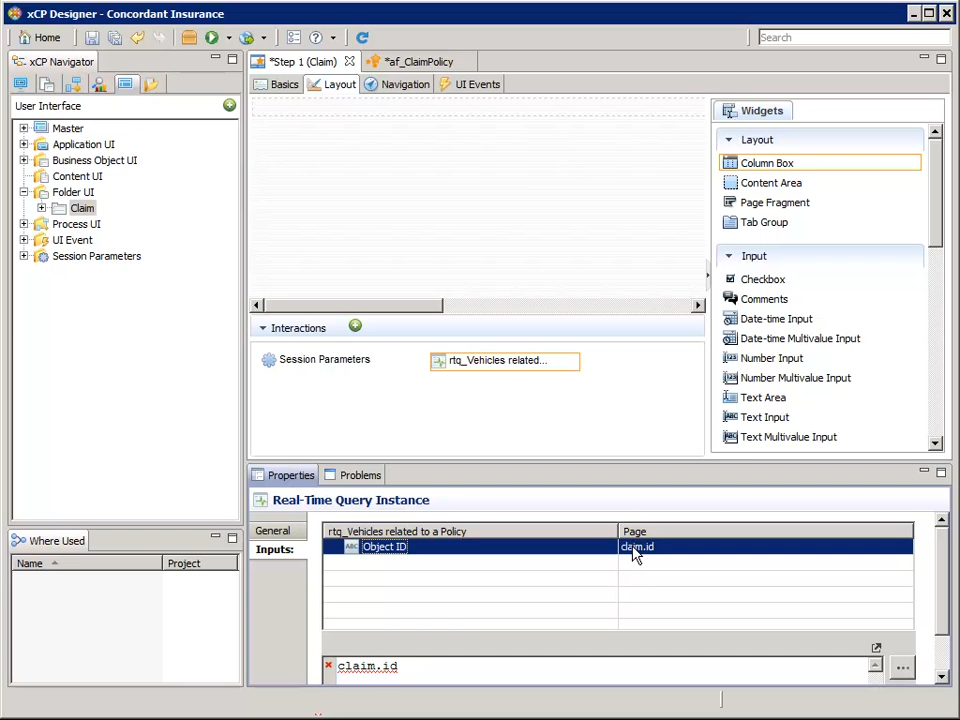 xCP Designer - Concordant Insurance
Home
Search
xCP Navigator
*Step 1 (Claim)
*af_ClaimPolicy
Basics
Layout
Navigation
UI Events
User Interface
Master
Application UI
Business Object UI
Content UI
Folder UI
Claim
Process UI
UI Event
Session Parameters
Widgets
Layout
Column Box
Content Area
Page Fragment
Tab Group
Input
Checkbox
Comments
Date-time Input
Date-time Multivalue Input
Number Input
Number Multivalue Input
Text Area
Text Input
Text Multivalue Input
Interactions
Session Parameters
rtq_Vehicles related...
Properties
Problems
Real-Time Query Instance
General
Inputs:
rtq_Vehicles related to a Policy
Page
Object ID
claim.id
claim.id
Where Used
Name
Project